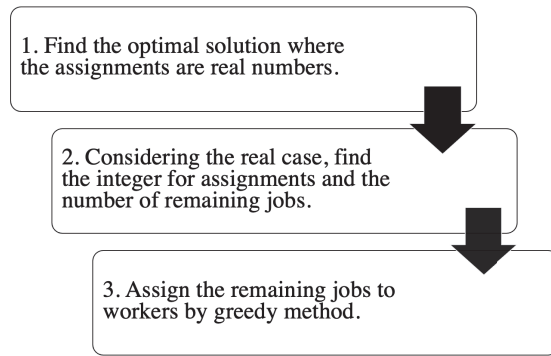 1. Find the optimal solution where
the assignments are real numbers.
2. Considering the real case, find
the integer for assignments and the
number of remaining jobs.
3. Assign the remaining jobs to
workers by greedy method.